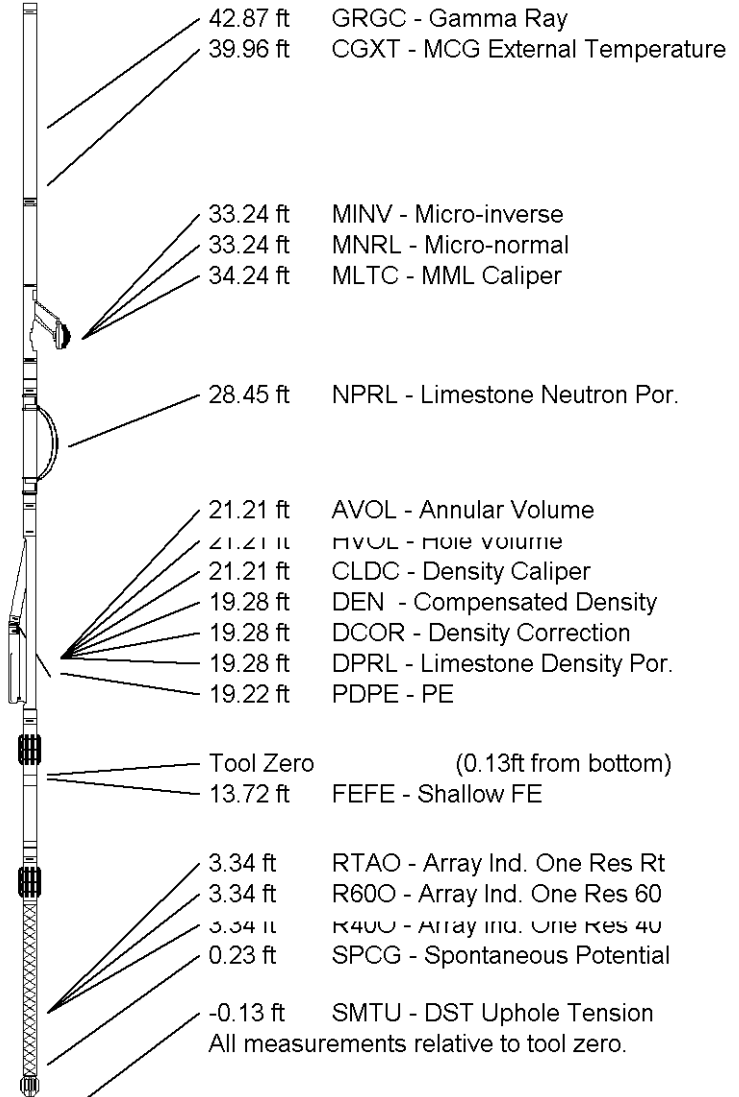 42.87 ft GRGC - Gamma Ray
39.96 ft CGXT - MCG External Temperature
33.24 ft MINV - Micro-inverse
33.24 ft MNRL - Micro-normal
34.24 ft MLTC - MML Caliper
28.45 ft NPRL - Limestone Neutron Por.
21.21 ft AVOL - Annular Volume
21.21 ft HVOL - Hole Volume
21.21 ft CLDC - Density Caliper
19.28 ft DEN - Compensated Density
19.28 ft DCOR - Density Correction
19.28 ft DPRL - Limestone Density Por.
19.22 ft PDPE - PE
Tool Zero (0.13ft from bottom)
13.72 ft FEFE - Shallow FE
3.34 ft RTAO - Array Ind. One Res Rt
3.34 ft R60O - Array Ind. One Res 60
3.34 ft R40O - Array Ind. One Res 40
0.23 ft SPCG - Spontaneous Potential
-0.13 ft SMTU - DST Uphole Tension
All measurements relative to tool zero.